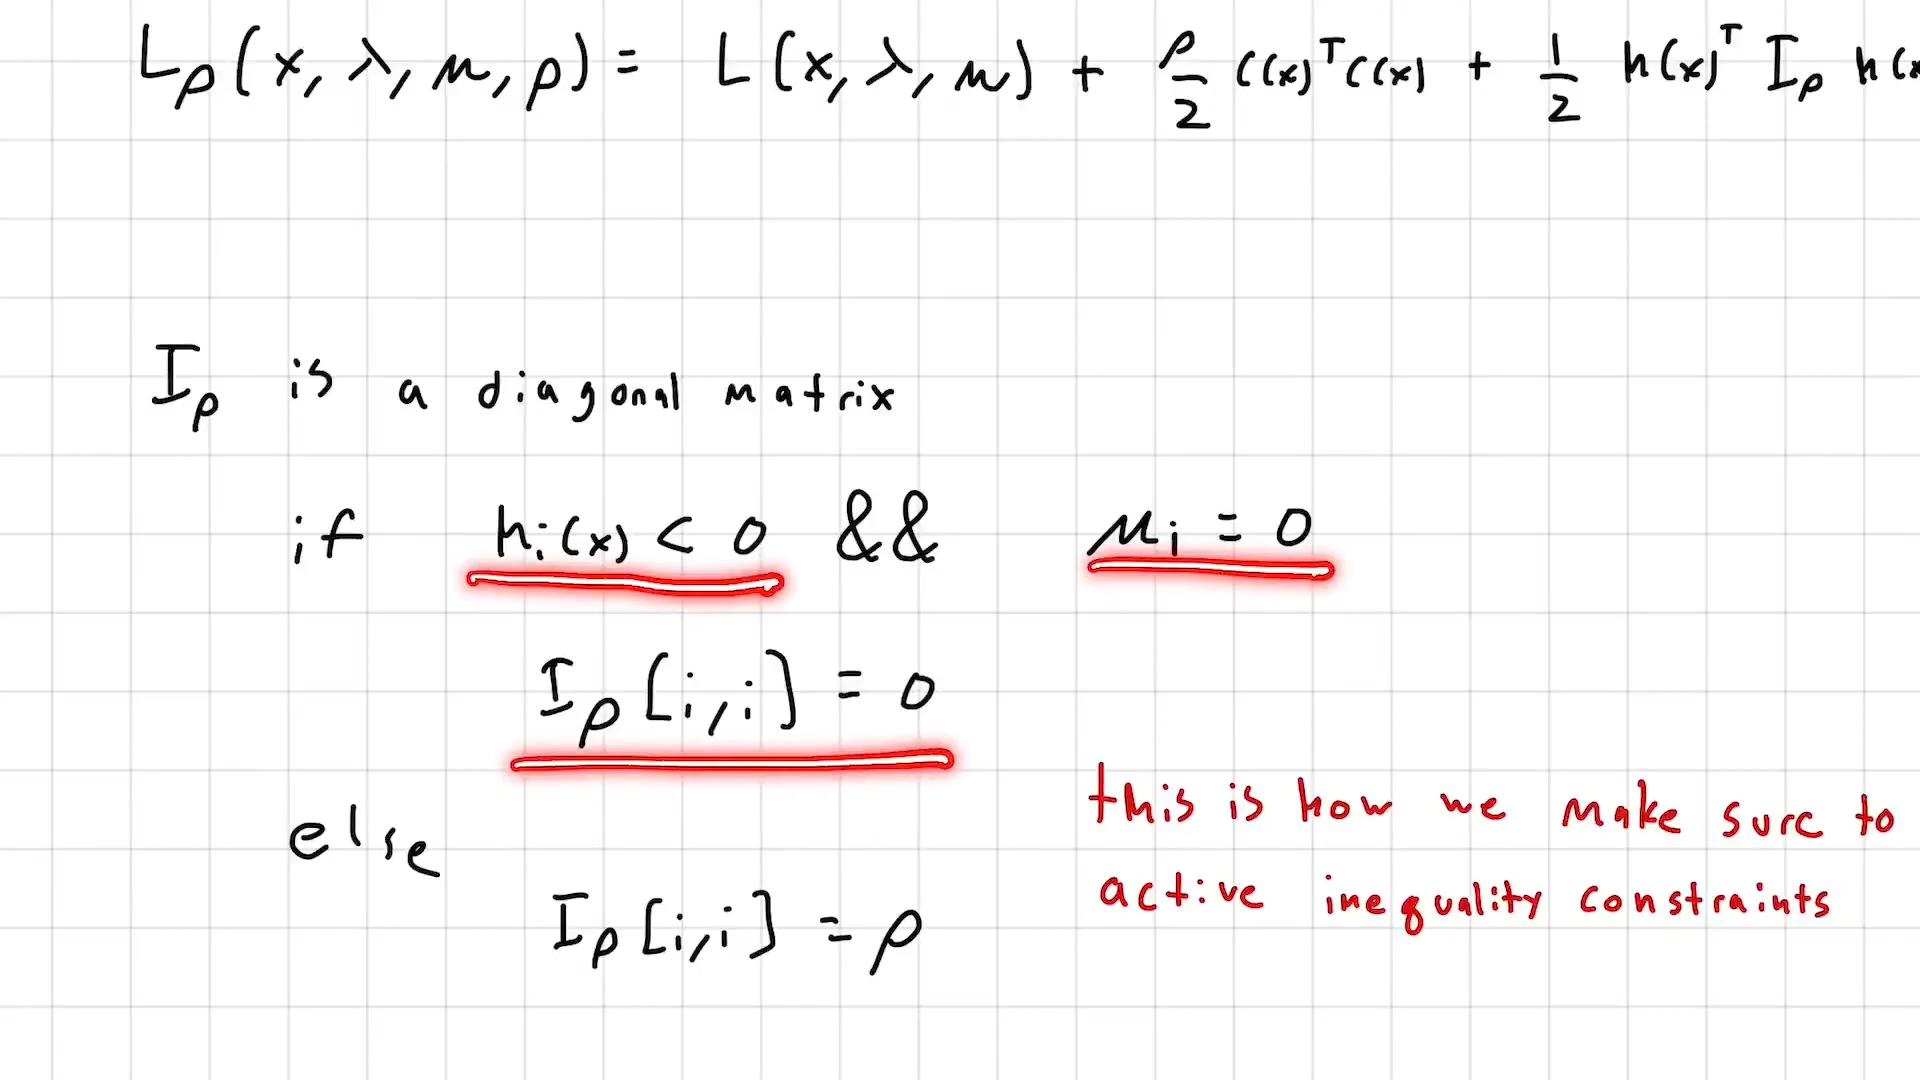 Lρ(x, λ, μ, ρ) = L(x, λ, μ) + ρ/2 c(x)ᵀc(x) + 1/2 h(x)ᵀ Iρ h(x
Iρ is a diagonal matrix
if hi(x) < 0 && μi = 0
Iρ[i,i] = 0
this is how we make sure to
else
active inequality constraints
Iρ[i,i] = ρ